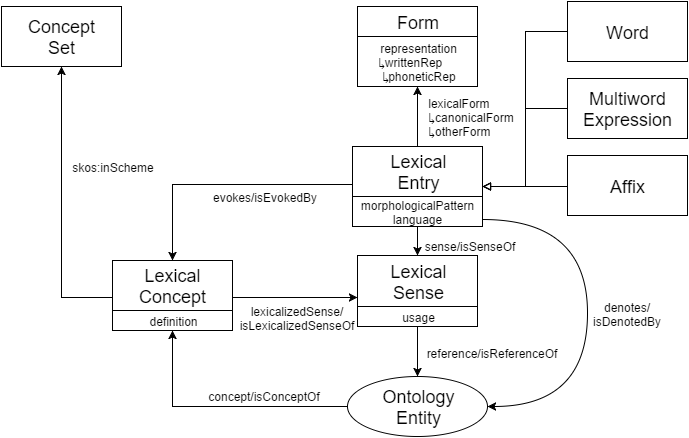 Concept
Set
Form
representation
↳writtenRep
↳phoneticRep
Word
Multiword
Expression
Affix
lexicalForm
↳canonicalForm
↳otherForm
skos:inScheme
Lexical
Entry
morphologicalPattern
language
evokes/isEvokedBy
sense/isSenseOf
Lexical
Concept
definition
lexicalizedSense/
isLexicalizedSenseOf
Lexical
Sense
usage
denotes/
isDenotedBy
reference/isReferenceOf
concept/isConceptOf
Ontology
Entity